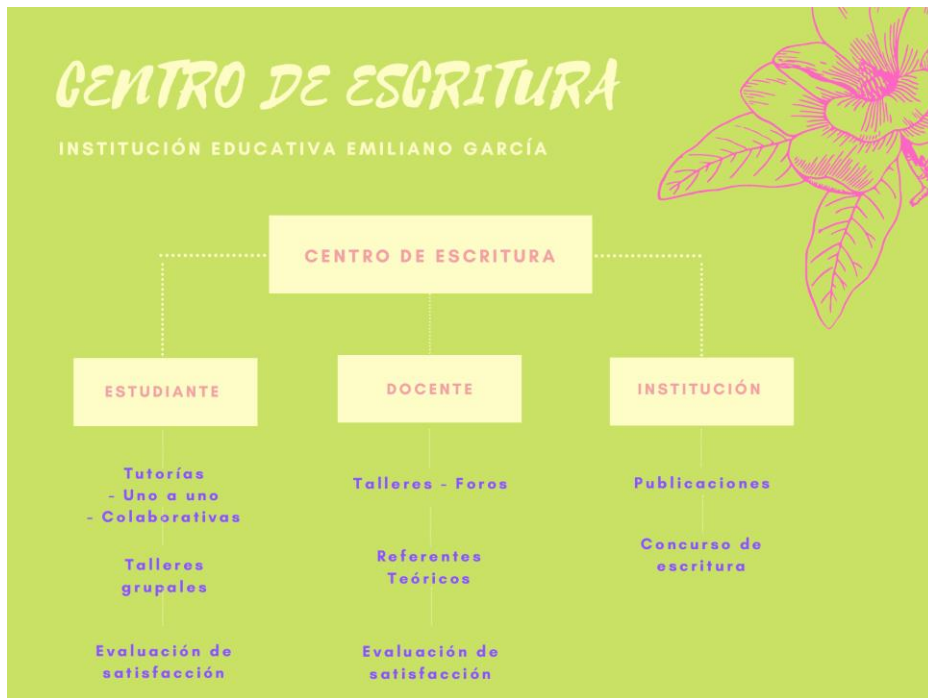 CENTRO DE ESCRITURA
INSTITUCIÓN EDUCATIVA EMILIANO GARCÍA
CENTRO DE ESCRITURA
ESTUDIANTE
Tutorías
- Uno a uno
- Colaborativas
Talleres
grupales
Evaluación de
satisfacción
DOCENTE
Talleres - Foros
Referentes
Teóricos
Evaluación de
satisfacción
INSTITUCIÓN
Publicaciones
Concurso de
escritura